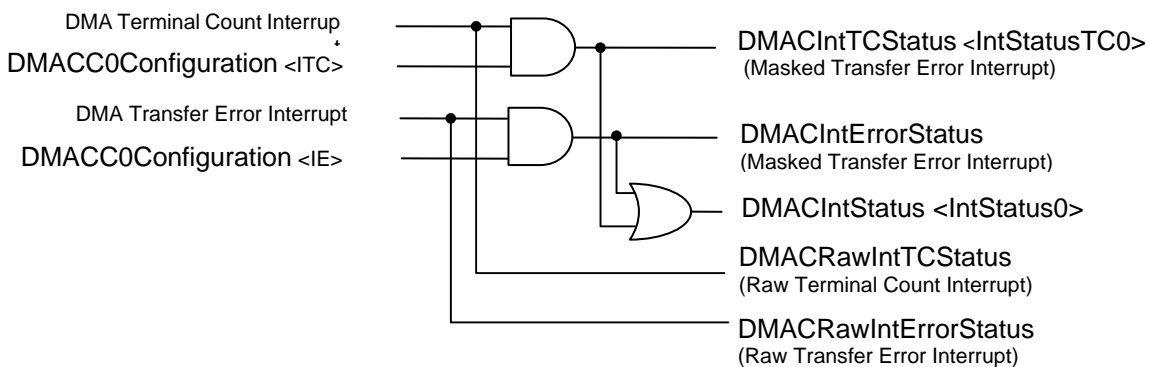 DMA Terminal Count Interrup
DMACC0Configuration <ITC>
DMA Transfer Error Interrupt
DMACC0Configuration <IE>
DMACIntTCStatus <IntStatusTC0>
(Masked Transfer Error Interrupt)
DMACIntErrorStatus
(Masked Transfer Error Interrupt)
DMACIntStatus <IntStatus0>
DMACRawIntTCStatus
(Raw Terminal Count Interrupt)
DMACRawIntErrorStatus
(Raw Transfer Error Interrupt)